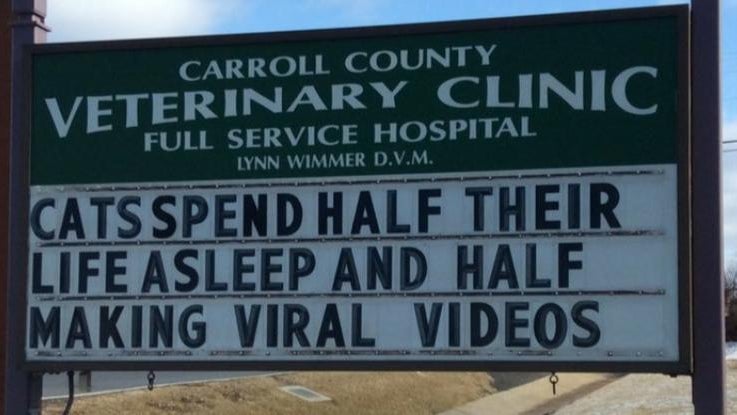 CARROLL COUNTY
VETERINARY CLINIC
FULL SERVICE HOSPITAL
LYNN WIMMER D.V.M.
CATS SPEND HALF THEIR
LIFE ASLEEP AND HALF
MAKING VIRAL VIDEOS